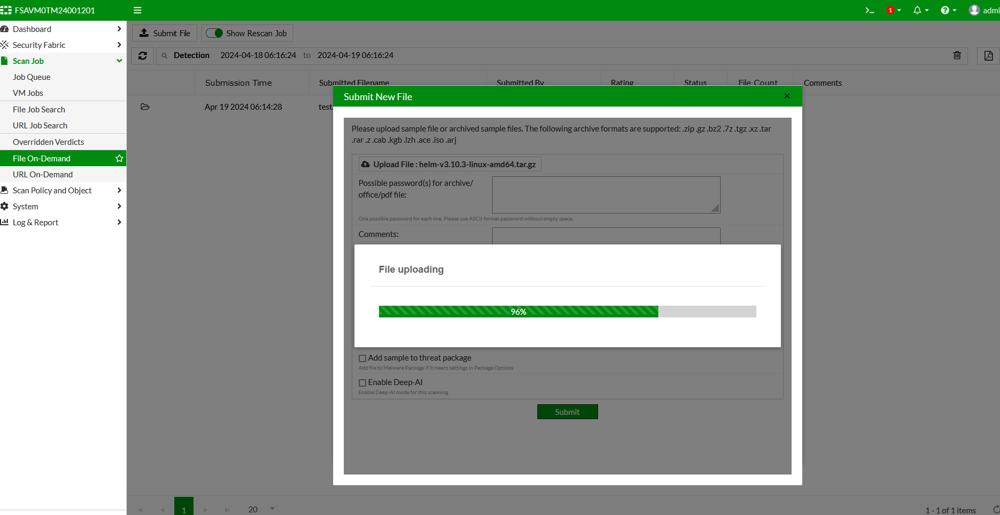 FSAVM0TM24001201
1
admi
Dashboard
Security Fabric
Scan Job
Job Queue
VM Jobs
File Job Search
URL Job Search
Overridden Verdicts
File On-Demand
URL On-Demand
Scan Policy and Object
System
Log & Report
Submit File
Show Rescan Job
Detection 2024-04-18 06:16:24 to 2024-04-19 06:16:24
Submission Time Submitted Filename Submitted By Rating Status File Count Comments
Apr 19 2024 06:14:28 test.
Submit New File
Please upload sample file or archived sample files. The following archive formats are supported: .zip .gz .bz2 .7z .tgz .xz .tar
.rar .z .cab .kgb .lzh .ace .iso .arj
Upload File : helm-v3.10.3-linux-amd64.tar.gz
Possible password(s) for archive/
office/pdf file:
One possible password for each line. Please use ASCII format password without empty space.
Comments:
File uploading
96%
Add sample to threat package
Add file to Malware Package if it meets settings in Package Options
Enable Deep-AI
Enable Deep-AI mode for this scanning
Submit
1 20 1 - 1 of 1 items